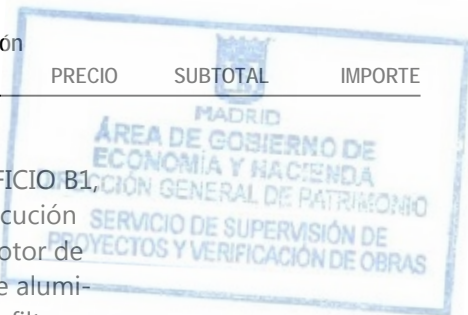 ón
PRECIO SUBTOTAL IMPORTE
MADRID
ÁREA DE GOBIERNO DE
ECONOMÍA Y HACIENDA
DIRECCIÓN GENERAL DE PATRIMONIO
SERVICIO DE SUPERVISIÓN DE
PROYECTOS Y VERIFICACIÓN DE OBRAS
FICIO B1,
cución
otor de
e alumi-